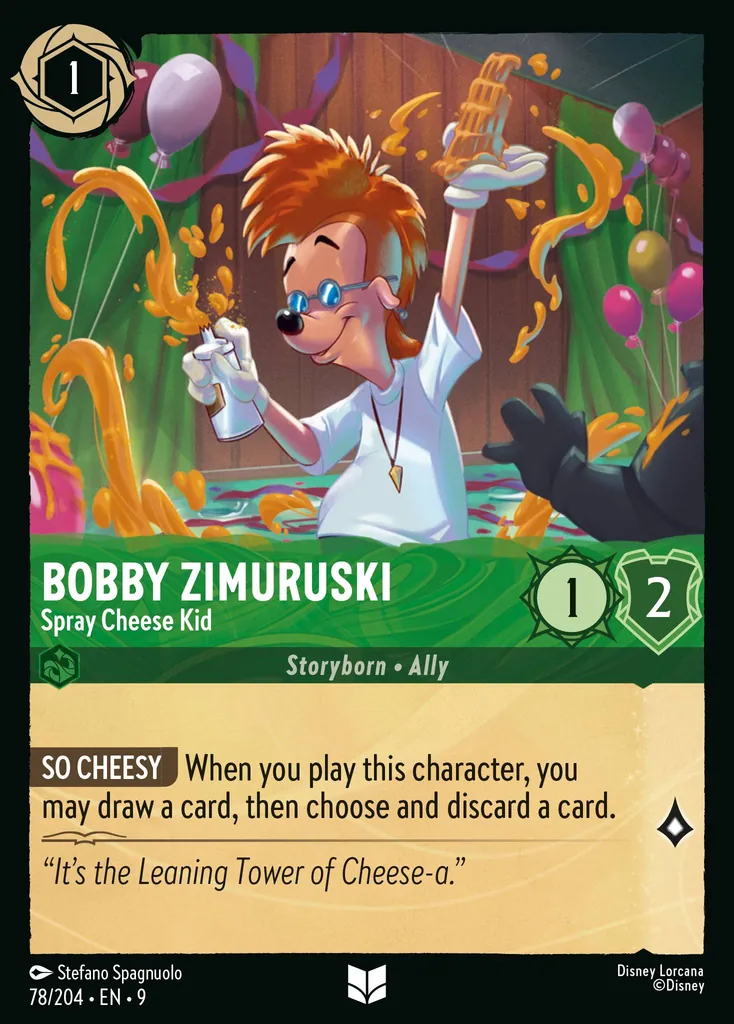 1
BOBBY ZIMURUSKI
Spray Cheese Kid
1
2
Storyborn • Ally
SO CHEESY When you play this character, you
may draw a card, then choose and discard a card.
“It’s the Leaning Tower of Cheese-a.”
Stefano Spagnuolo
78/204 • EN • 9
Disney Lorcana
©Disney